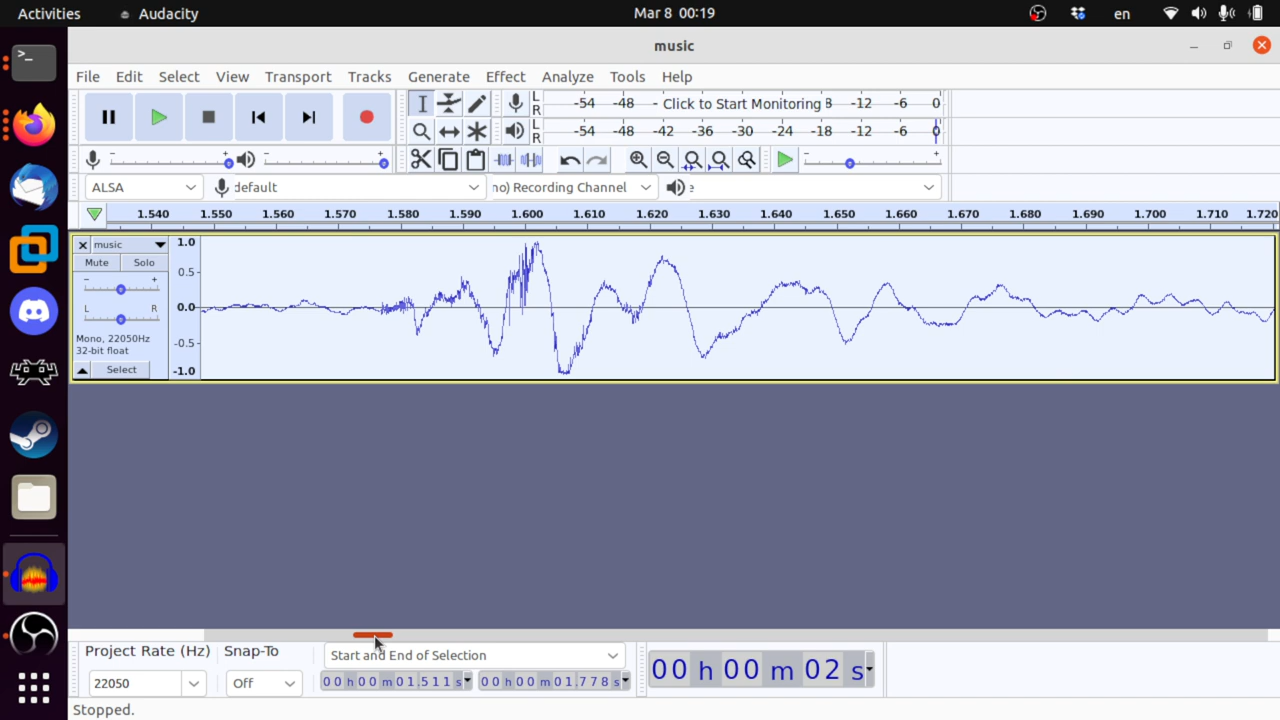 Activities Audacity Mar 8 00:19 en
music
File Edit Select View Transport Tracks Generate Effect Analyze Tools Help
L R -54 -48 - Click to Start Monitoring -12 -6 0
L R -54 -48 -42 -36 -30 -24 -18 -12 -6 0
- + - + - +
ALSA default no) Recording Channel e
1.540 1.550 1.560 1.570 1.580 1.590 1.600 1.610 1.620 1.630 1.640 1.650 1.660 1.670 1.680 1.690 1.700 1.710 1.720
music 1.0
Mute Solo
- + 0.5
L R 0.0
Mono, 22050Hz -0.5
32-bit float
Select -1.0
Project Rate (Hz) Snap-To Start and End of Selection
22050 Off 00 h 00 m 01.511 s 00 h 00 m 01.778 s 00 h 00 m 02 s
Stopped.